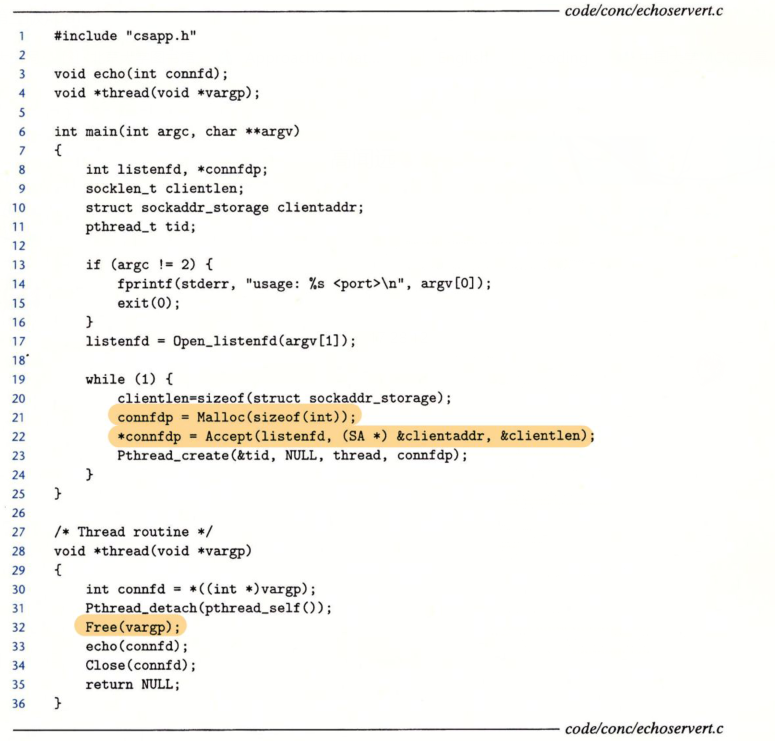 code/conc/echoservert.c
1 #include "csapp.h"
2
3 void echo(int connfd);
4 void *thread(void *vargp);
5
6 int main(int argc, char **argv)
7 {
8 int listenfd, *connfdp;
9 socklen_t clientlen;
10 struct sockaddr_storage clientaddr;
11 pthread_t tid;
12
13 if (argc != 2) {
14 fprintf(stderr, "usage: %s <port>\n", argv[0]);
15 exit(0);
16 }
17 listenfd = Open_listenfd(argv[1]);
18
19 while (1) {
20 clientlen=sizeof(struct sockaddr_storage);
21 connfdp = Malloc(sizeof(int));
22 *connfdp = Accept(listenfd, (SA *) &clientaddr, &clientlen);
23 Pthread_create(&tid, NULL, thread, connfdp);
24 }
25 }
26
27 /* Thread routine */
28 void *thread(void *vargp)
29 {
30 int connfd = *((int *)vargp);
31 Pthread_detach(pthread_self());
32 Free(vargp);
33 echo(connfd);
34 Close(connfd);
35 return NULL;
36 }
code/conc/echoservert.c